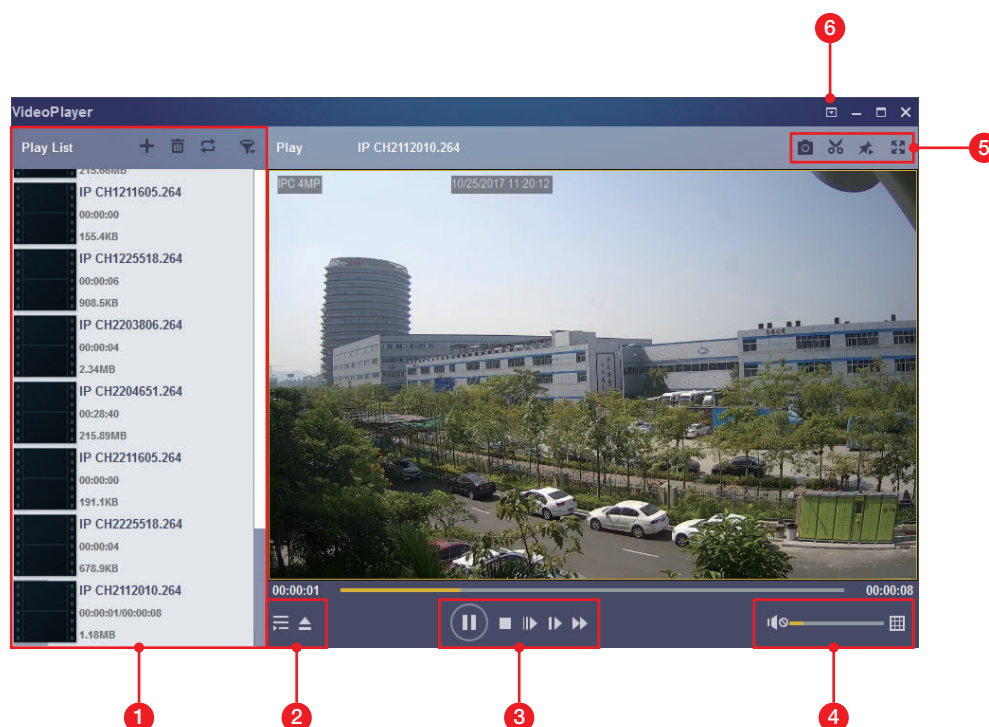 6
VideoPlayer
Play List
Play
IP CH2112010.264
5
215.66MB
IP CH1211605.264
00:00:00
155.4KB
IP CH1225518.264
00:00:06
908.5KB
IP CH2203806.264
00:00:04
2.34MB
IP CH2204651.264
00:28:40
215.89MB
IP CH2211605.264
00:00:00
191.1KB
IP CH2225518.264
00:00:04
678.9KB
IP CH2112010.264
00:00:01/00:00:08
1.18MB
IPC 4MP
10/25/2017 11:20:12
00:00:01
00:00:08
1
2
3
4